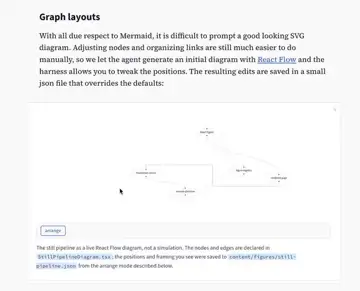 Graph layouts
With all due respect to Mermaid, it is difficult to prompt a good looking SVG
diagram. Adjusting nodes and organizing links are still much easier to do
manually, so we let the agent generate an initial diagram with React Flow and the
harness allows you to tweak the positions. The resulting edits are saved in a small
json file that overrides the defaults:
arrange
The still pipeline as a live React Flow diagram, not a simulation. The nodes and edges are declared in
StillPipelineDiagram.tsx; the positions and framing you see were saved to content/figures/still-
pipeline.json from the arrange mode described below.